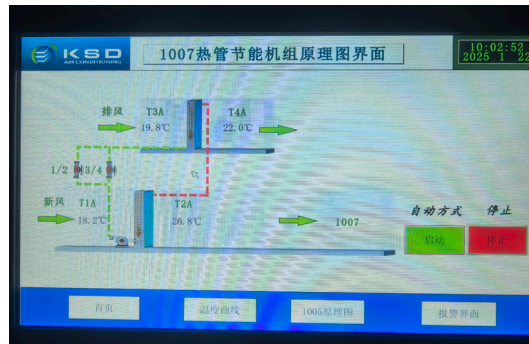 KSD
AIR CONDITIONING
1007热管节能机组原理图界面
10:02:52
2025 1 22
排风 T3A T4A
19.8℃ 22.0℃
1/2 3/4
新风 T1A T2A
18.2℃ 26.8℃
1007
自动方式 停止
启动 停止
首页 温度曲线 1005原理图 报警界面